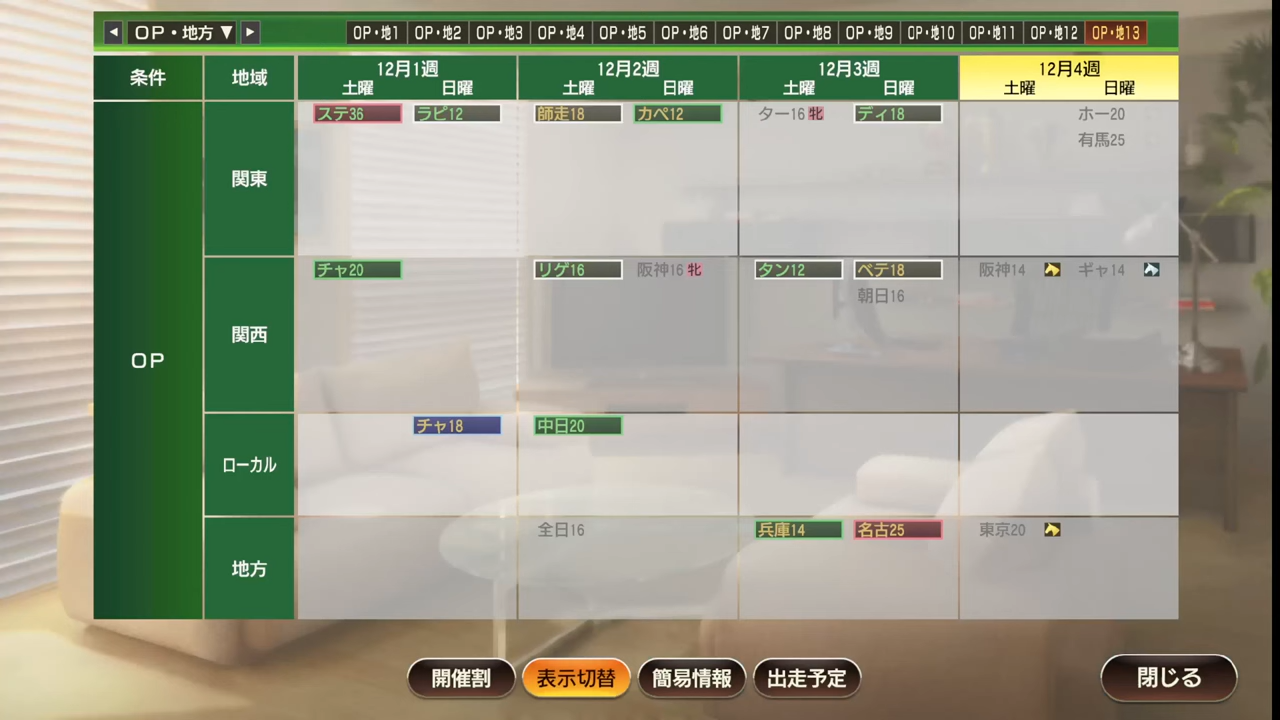 ◀ OP・地方▼ ▶ OP・地1 OP・地2 OP・地3 OP・地4 OP・地5 OP・地6 OP・地7 OP・地8 OP・地9 OP・地10 OP・地11 OP・地12 OP・地13
条件 地域 12月1週 12月2週 12月3週 12月4週
土曜 日曜 土曜 日曜 土曜 日曜 土曜 日曜
ステ36 ラピ12 師走18 カペ12 ター16 牝 ディ18 ホー20
有馬25
関東
チャ20 リゲ16 阪神16 牝 タン12 ベテ18 阪神14 ギャ14
朝日16
関西
OP
チャ18 中日20
ローカル
全日16 兵庫14 名古25 東京20
地方
開催割 表示切替 簡易情報 出走予定 閉じる